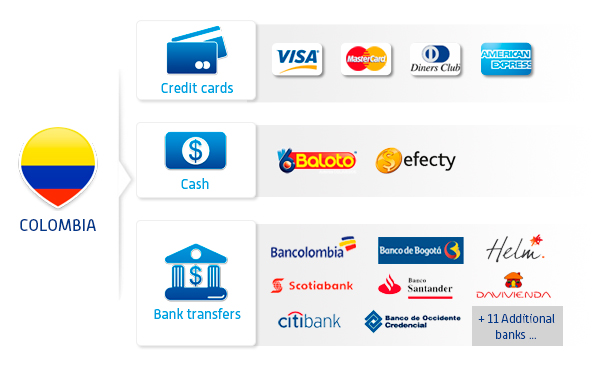 VISA
MasterCard
Diners Club
AMERICAN
EXPRESS
Credit cards
$
Baloto
$efecty
Cash
COLOMBIA
Bancolombia
Banco de Bogotá
Helm.
$
Scotiabank
Banco
Santander
DAVIVIENDA
Bank transfers
citibank
Banco de Occidente
Credencial
+ 11 Additional
banks ...